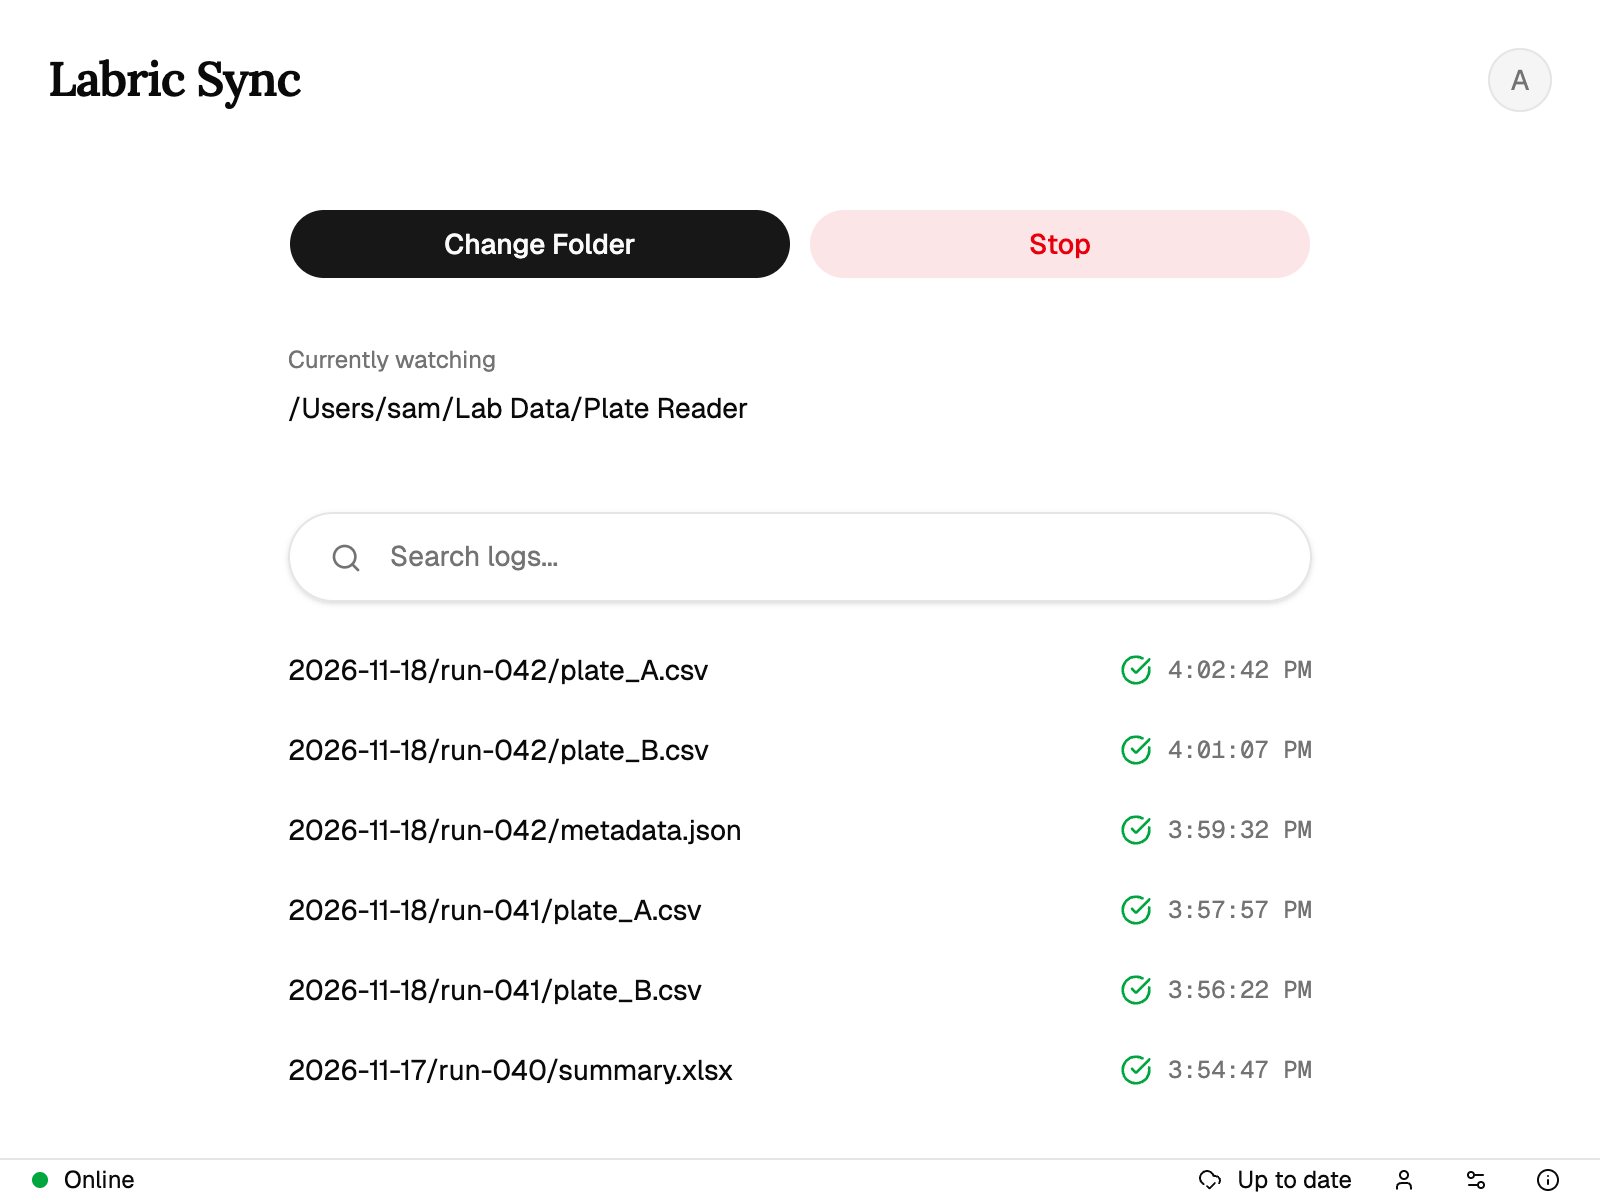 Labric Sync
A
Change Folder
Stop
Currently watching
/Users/sam/Lab Data/Plate Reader
Search logs...
2026-11-18/run-042/plate_A.csv 4:02:42 PM
2026-11-18/run-042/plate_B.csv 4:01:07 PM
2026-11-18/run-042/metadata.json 3:59:32 PM
2026-11-18/run-041/plate_A.csv 3:57:57 PM
2026-11-18/run-041/plate_B.csv 3:56:22 PM
2026-11-17/run-040/summary.xlsx 3:54:47 PM
Online
Up to date